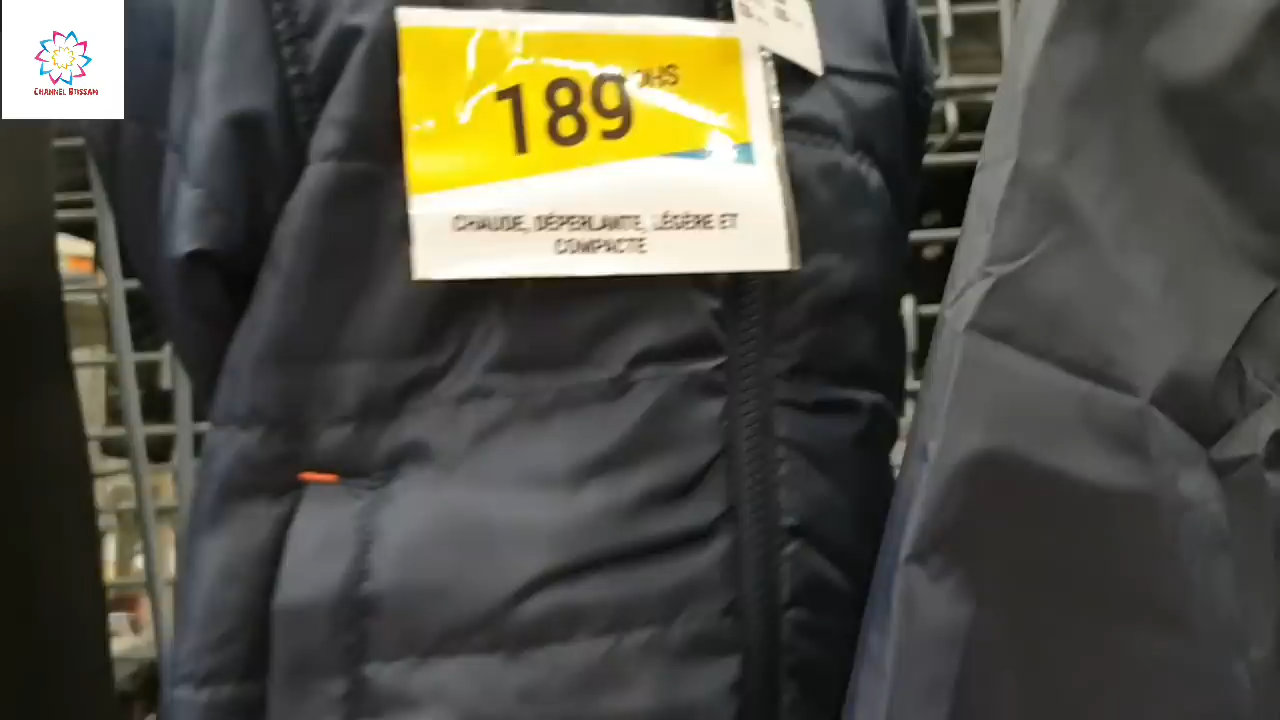 CHANNEL BISSAM
189 DHS
CHAUDE, DÉPERLANTE, LÉGÈRE ET
COMPACTE